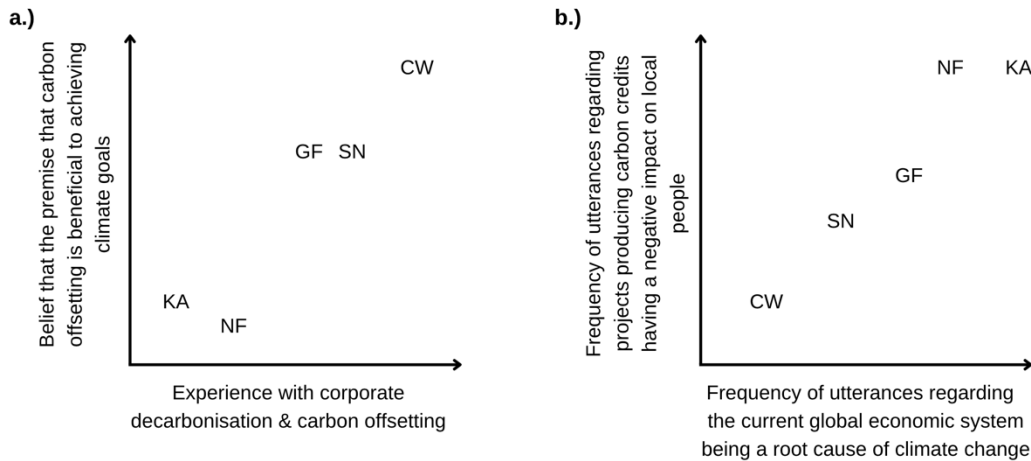 a.)
Belief that the premise that carbon
offsetting is beneficial to achieving
climate goals
CW
GF
SN
KA
NF
Experience with corporate
decarbonisation & carbon offsetting
b.)
Frequency of utterances regarding
projects producing carbon credits
having a negative impact on local
people
NF
KA
GF
SN
CW
Frequency of utterances regarding
the current global economic system
being a root cause of climate change